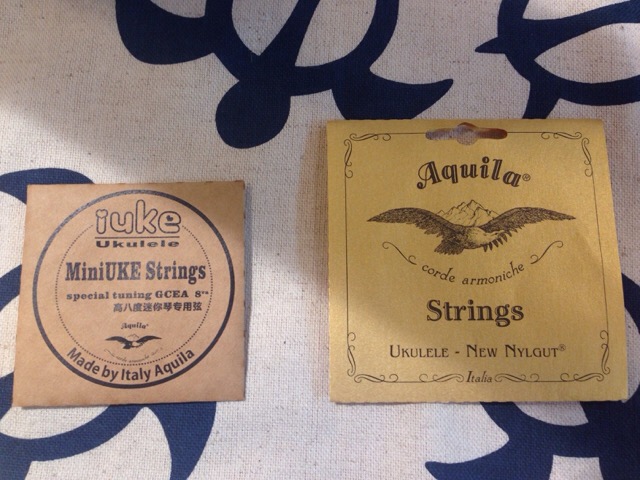 iuke
Ukulele
MiniUKE Strings
special tuning GCEA 8va
高八度迷你琴专用弦
Aquila
Made by Italy Aquila
Aquila®
corde armoniche
Strings
Ukulele - New Nylgut®
Italia